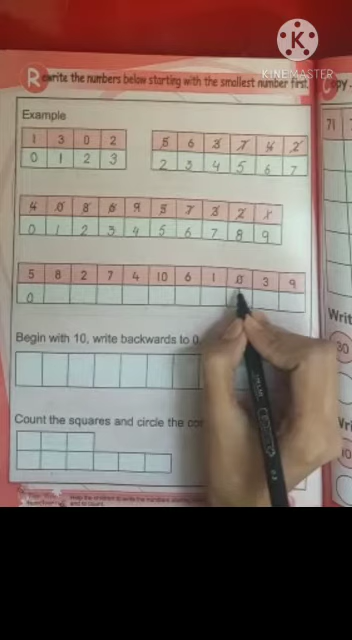 KINEMASTER
Rewrite the numbers below starting with the smallest number first.
Copy
Example
1 3 0 2
0 1 2 3
5 6 3 7 4 2
2 3 4 5 6 7
71
4 0 8 6 9 5 7 3 2 1
0 1 2 3 4 5 6 7 8 9
5 8 2 7 4 10 6 1 0 3 9
0
Begin with 10, write backwards to 0.
Writ
30
Count the squares and circle the
Wri
10